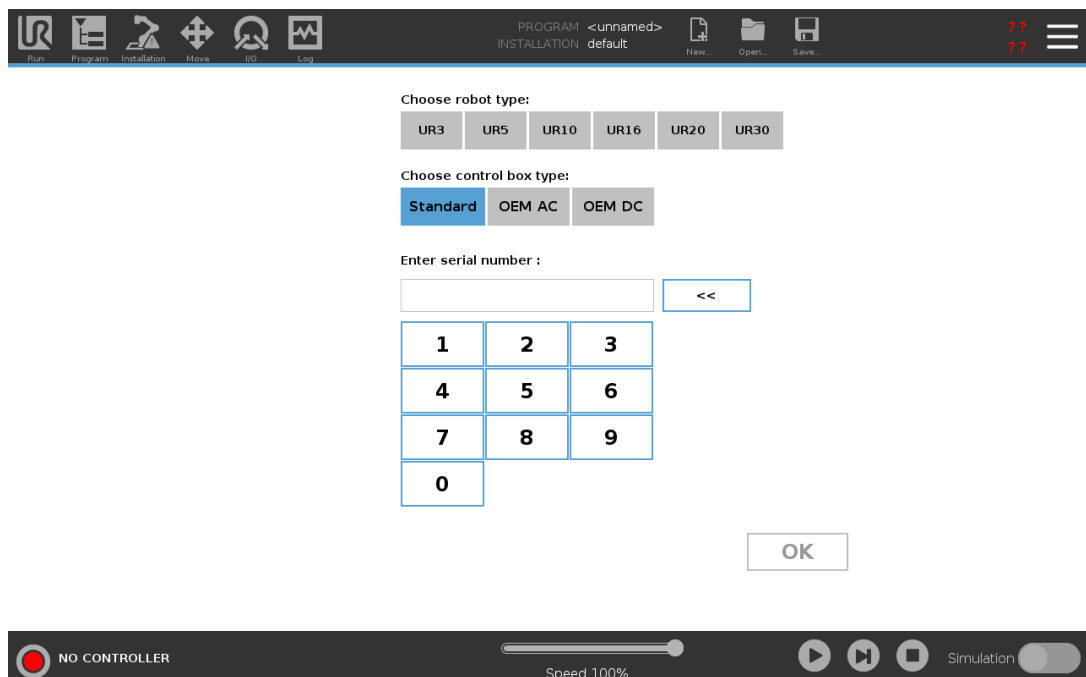 PROGRAM <unnamed>
INSTALLATION default
? ?
? ?
Run Program Installation Move I/O Log New... Open... Save...
Choose robot type:
UR3 UR5 UR10 UR16 UR20 UR30
Choose control box type:
Standard OEM AC OEM DC
Enter serial number :
<<
1 2 3
4 5 6
7 8 9
0
OK
NO CONTROLLER
Speed 100%
Simulation